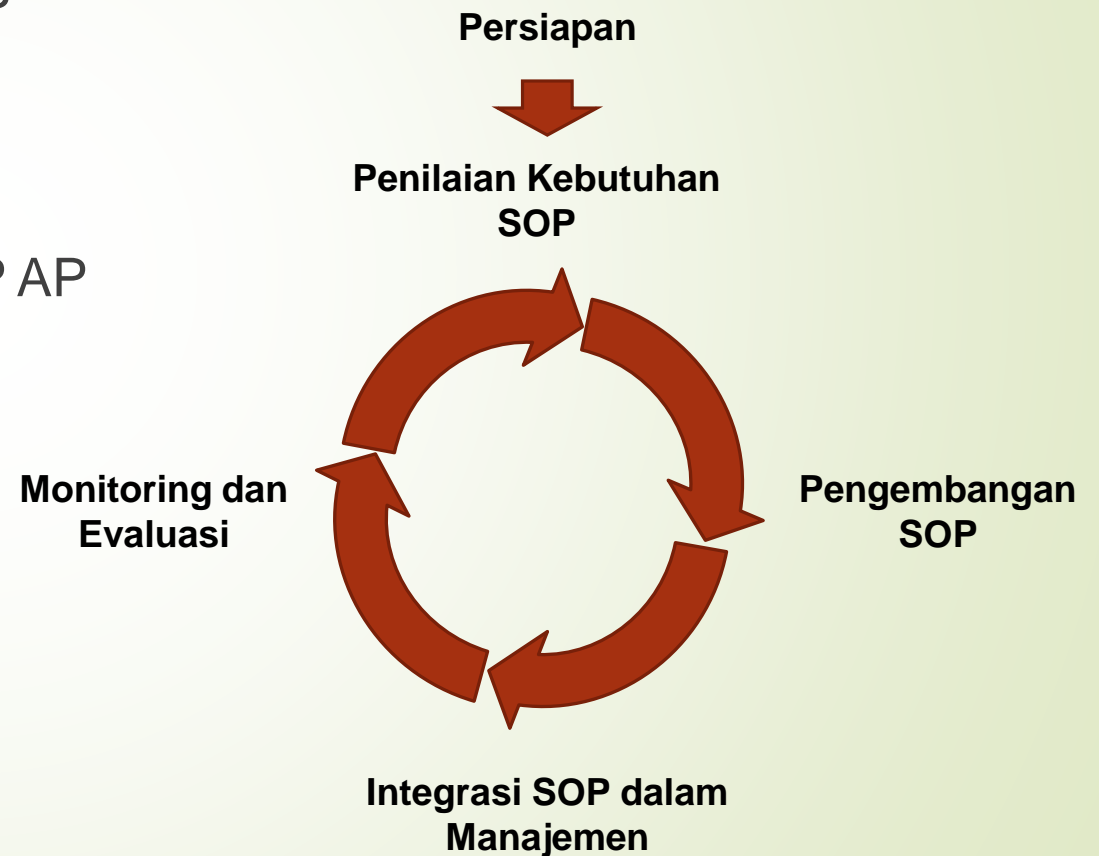 Persiapan
Penilaian Kebutuhan
SOP
AP
Monitoring dan
Evaluasi
Pengembangan
SOP
Integrasi SOP dalam
Manajemen